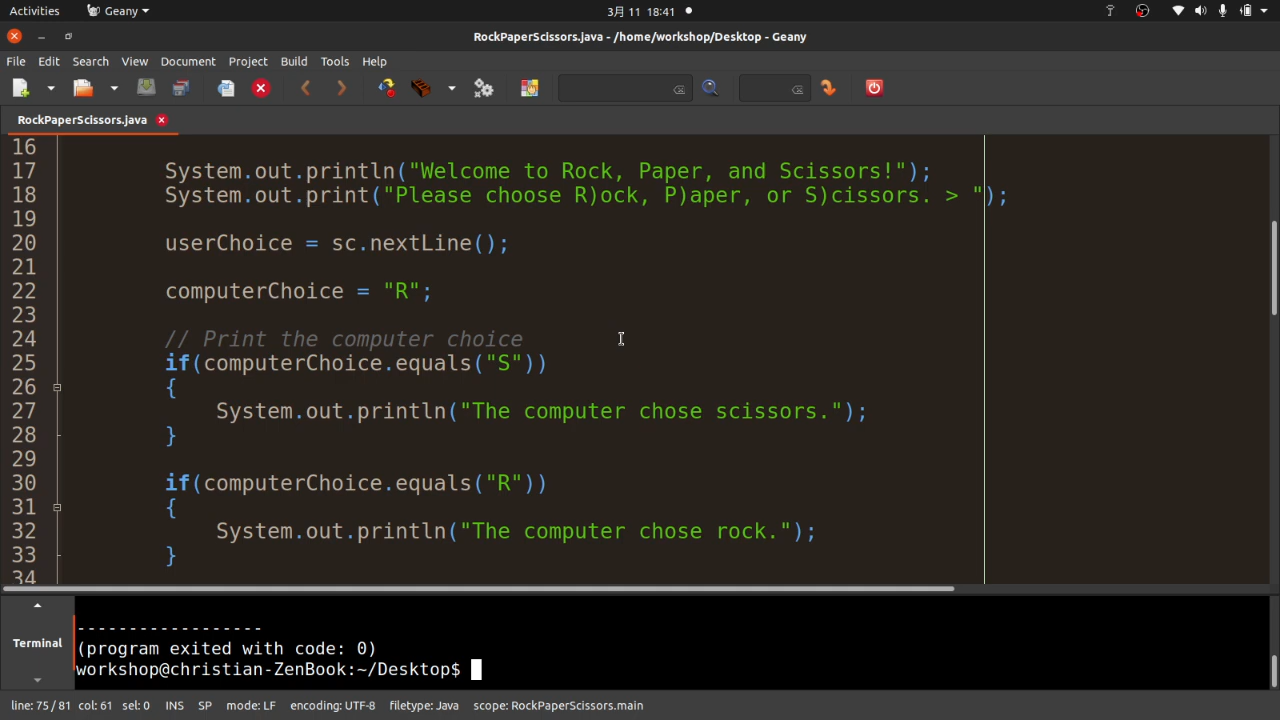 Activities Geany 3月 11 18:41
RockPaperScissors.java - /home/workshop/Desktop - Geany
File Edit Search View Document Project Build Tools Help
RockPaperScissors.java
16
17 System.out.println("Welcome to Rock, Paper, and Scissors!");
18 System.out.print("Please choose R)ock, P)aper, or S)cissors. > ");
19
20 userChoice = sc.nextLine();
21
22 computerChoice = "R";
23
24 // Print the computer choice
25 if(computerChoice.equals("S"))
26 {
27 System.out.println("The computer chose scissors.");
28 }
29
30 if(computerChoice.equals("R"))
31 {
32 System.out.println("The computer chose rock.");
33 }
34
Terminal
------------------
(program exited with code: 0)
workshop@christian-ZenBook:~/Desktop$
line: 75 / 81 col: 61 sel: 0 INS SP mode: LF encoding: UTF-8 filetype: Java scope: RockPaperScissors.main